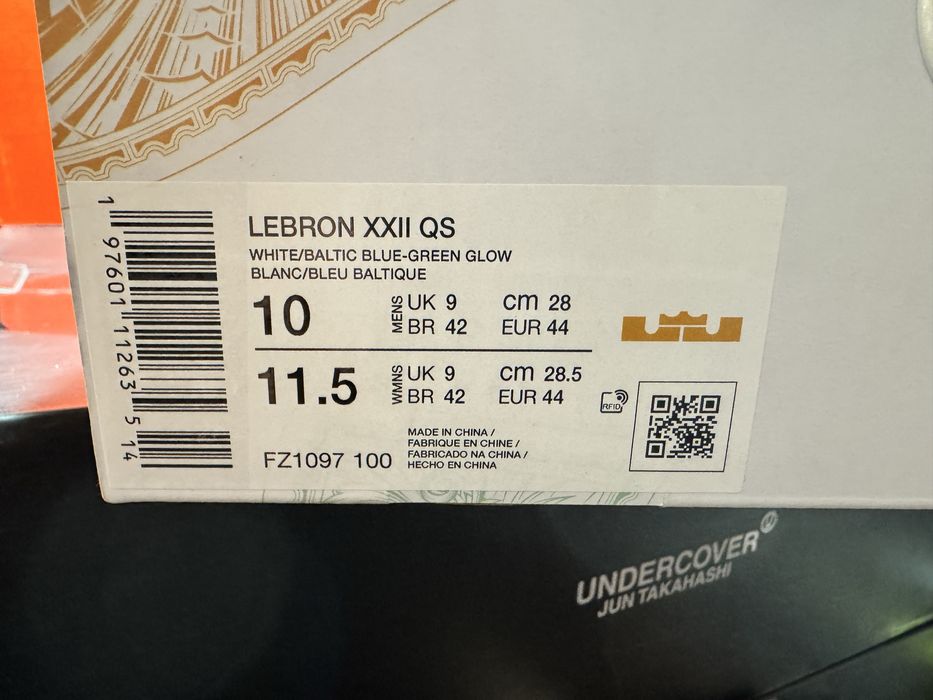 LEBRON XXII QS
WHITE/BALTIC BLUE-GREEN GLOW
BLANC/BLEU BALTIQUE
10 MENS UK 9 cm 28
BR 42 EUR 44
11.5 WMNS UK 9 cm 28.5
BR 42 EUR 44
RFID
MADE IN CHINA /
FABRIQUE EN CHINE /
FABRICADO NA CHINA /
HECHO EN CHINA
FZ1097 100
1 97601 11263 5 14
UNDERCOVER
JUN TAKAHASHI